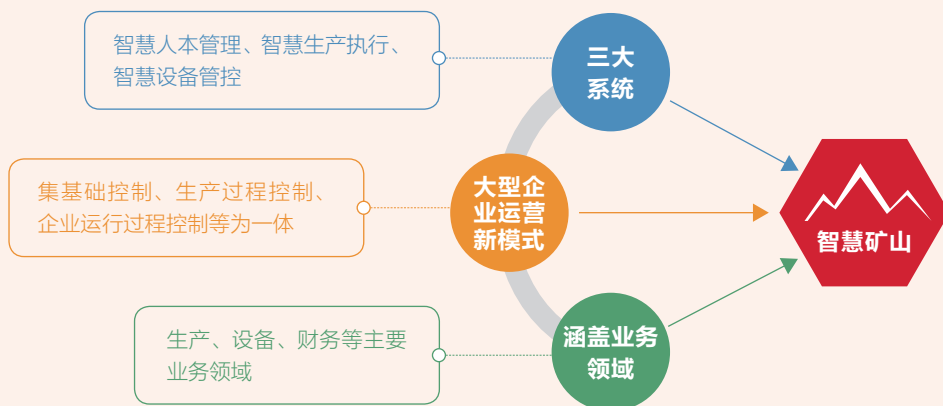 智慧人本管理、智慧生产执行、
智慧设备管控
三大
系统
集基础控制、生产过程控制、
企业运行过程控制等为一体
大型企
业运营
新模式
智慧矿山
生产、设备、财务等主要
业务领域
涵盖业务
领域